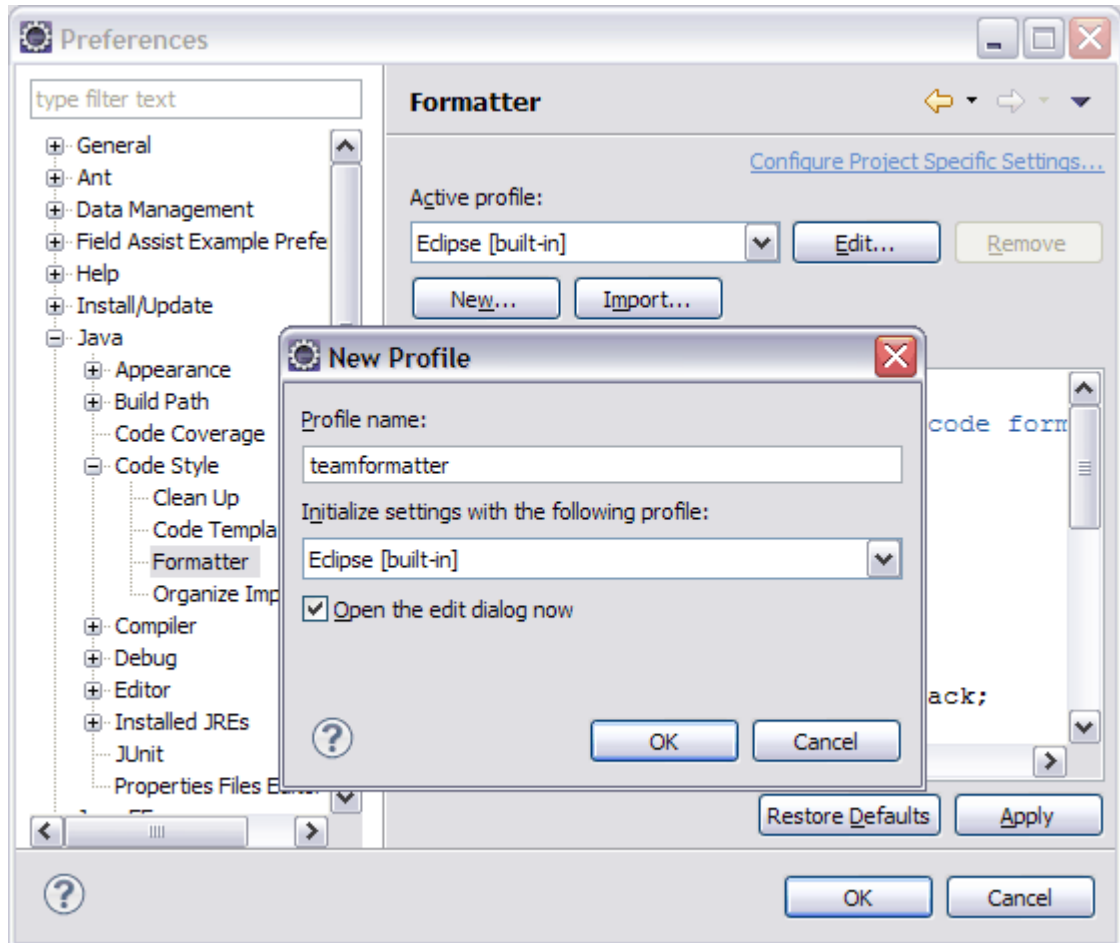 Preferences
type filter text
General
Ant
Data Management
Field Assist Example Prefe
Help
Install/Update
Java
Appearance
Build Path
Code Coverage
Code Style
Clean Up
Code Templa
Formatter
Organize Imp
Compiler
Debug
Editor
Installed JREs
JUnit
Properties Files
Formatter
Configure Project Specific Settings...
Active profile:
Eclipse [built-in]
Edit...
Remove
New...
Import...
code form
ack;
Restore Defaults
Apply
New Profile
Profile name:
teamformatter
Initialize settings with the following profile:
Eclipse [built-in]
Open the edit dialog now
OK
Cancel
OK
Cancel